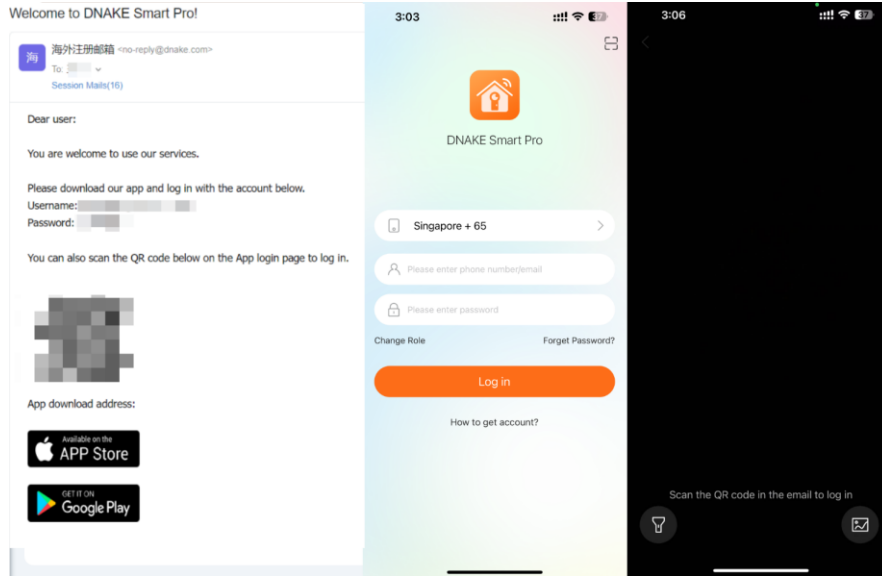 Welcome to DNAKE Smart Pro!
海
海外注册邮箱 <no-reply@dnake.com>
To:
Session Mails(16)
Dear user:
You are welcome to use our services.
Please download our app and log in with the account below.
Username:
Password:
You can also scan the QR code below on the App login page to log in.
App download address:
Available on the
APP Store
GET IT ON
Google Play
3:03
37
DNAKE Smart Pro
Singapore + 65
Please enter phone number/email
Please enter password
Change Role
Forget Password?
Log in
How to get account?
3:06
37
Scan the QR code in the email to log in